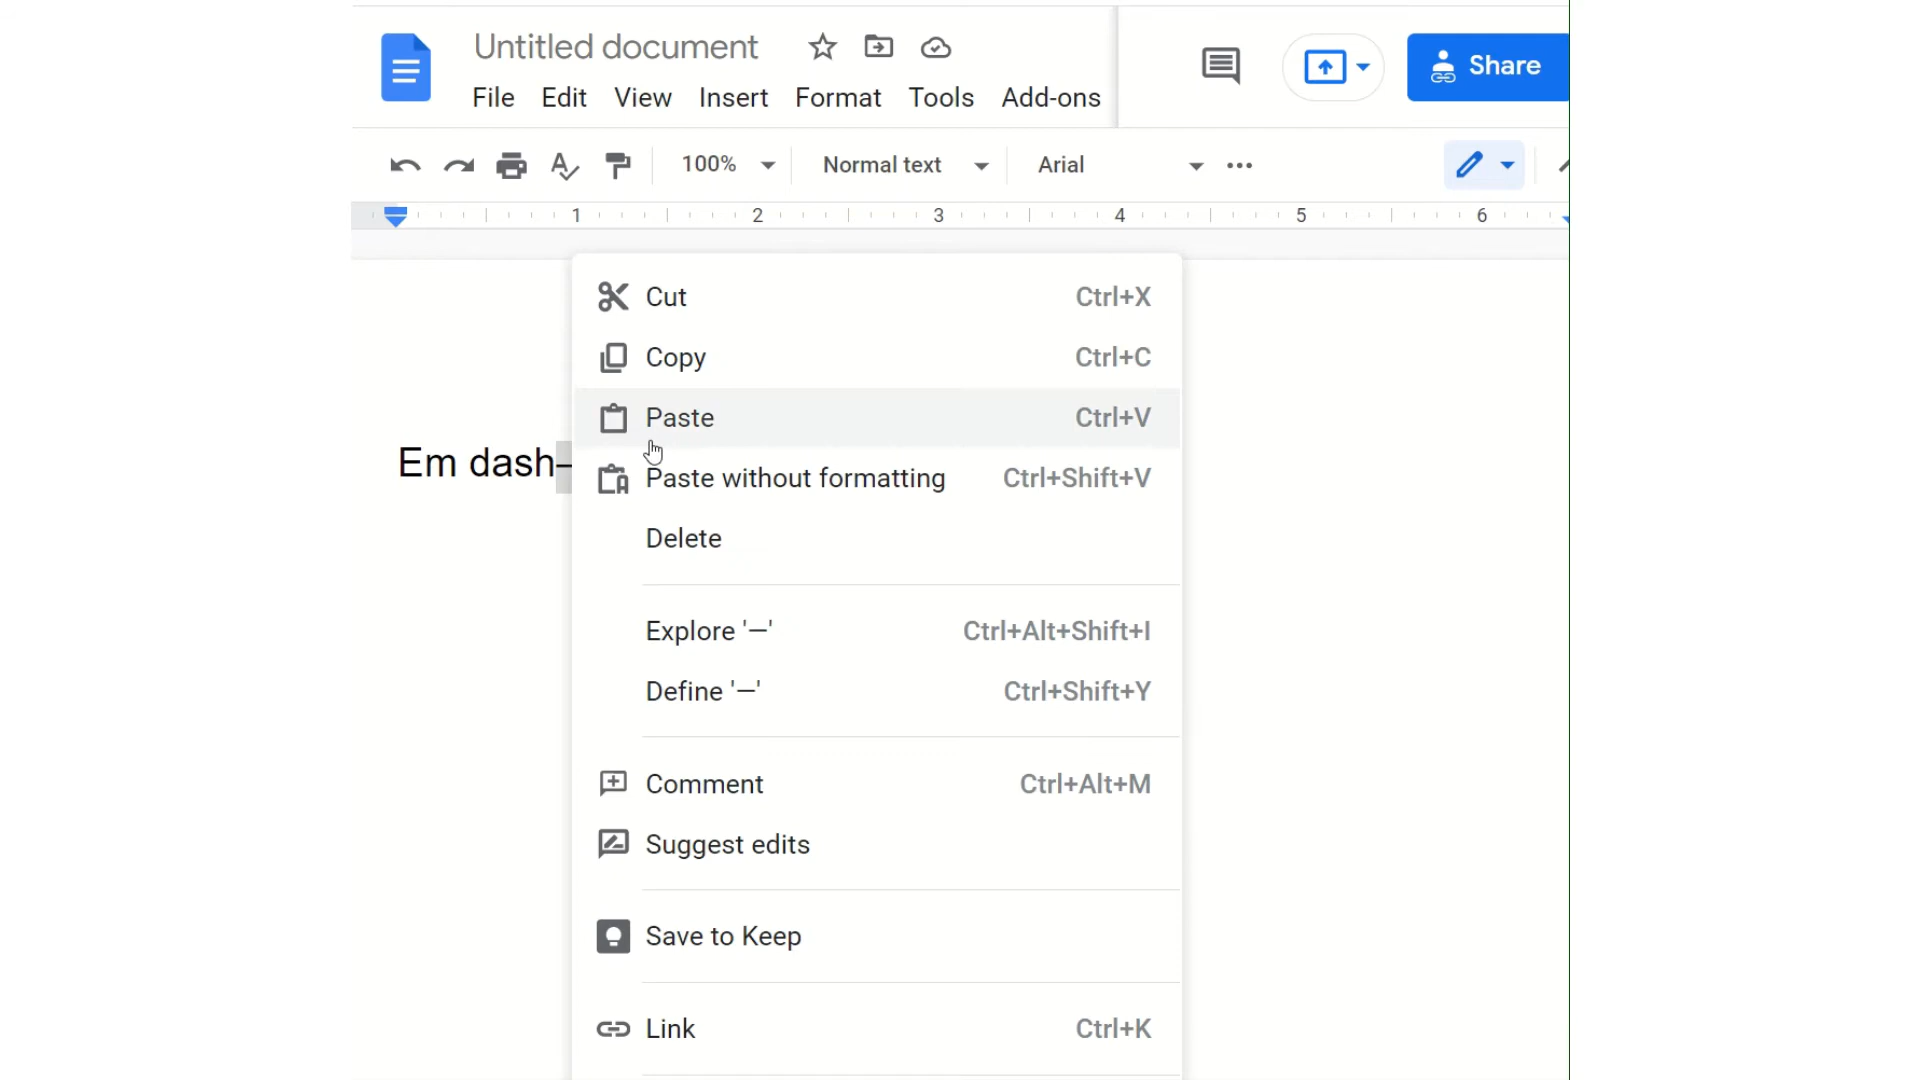 Untitled document
File Edit View Insert Format Tools Add-ons
Share
100% Normal text Arial
1 2 3 4 5 6
Cut Ctrl+X
Copy Ctrl+C
Paste Ctrl+V
Em dash—
Paste without formatting Ctrl+Shift+V
Delete
Explore '—' Ctrl+Alt+Shift+I
Define '—' Ctrl+Shift+Y
Comment Ctrl+Alt+M
Suggest edits
Save to Keep
Link Ctrl+K